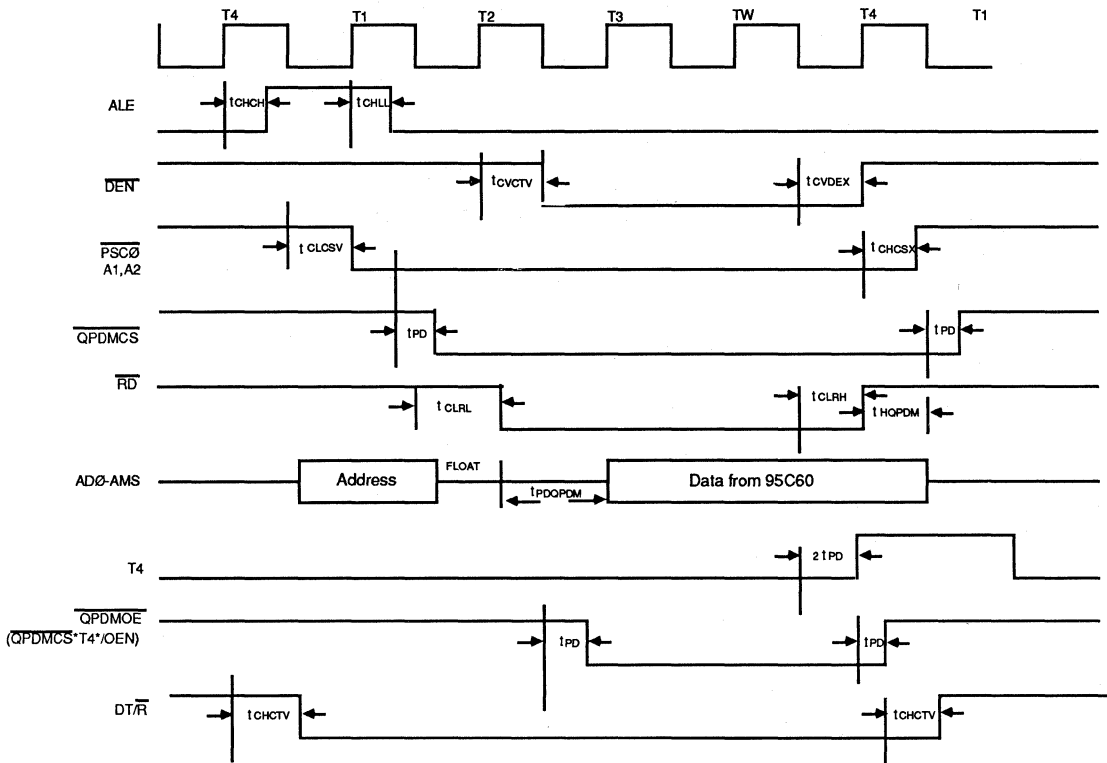 T4 T1 T2 T3 TW T4 T1
ALE tCHCH tCHLL
DEN tCVCTV tCVDEX
PSCØ tCLCSV tCHCSX
A1,A2
QPDMCS tPD tPD
RD tCLRL tCLRH
tHQPDM
ADØ-AMS Address FLOAT Data from 95C60
tPDQPDM
T4 2 tPD
QPDMOE tPD tPD
(QPDMCS*T4*/OEN)
DT/R tCHCTV tCHCTV